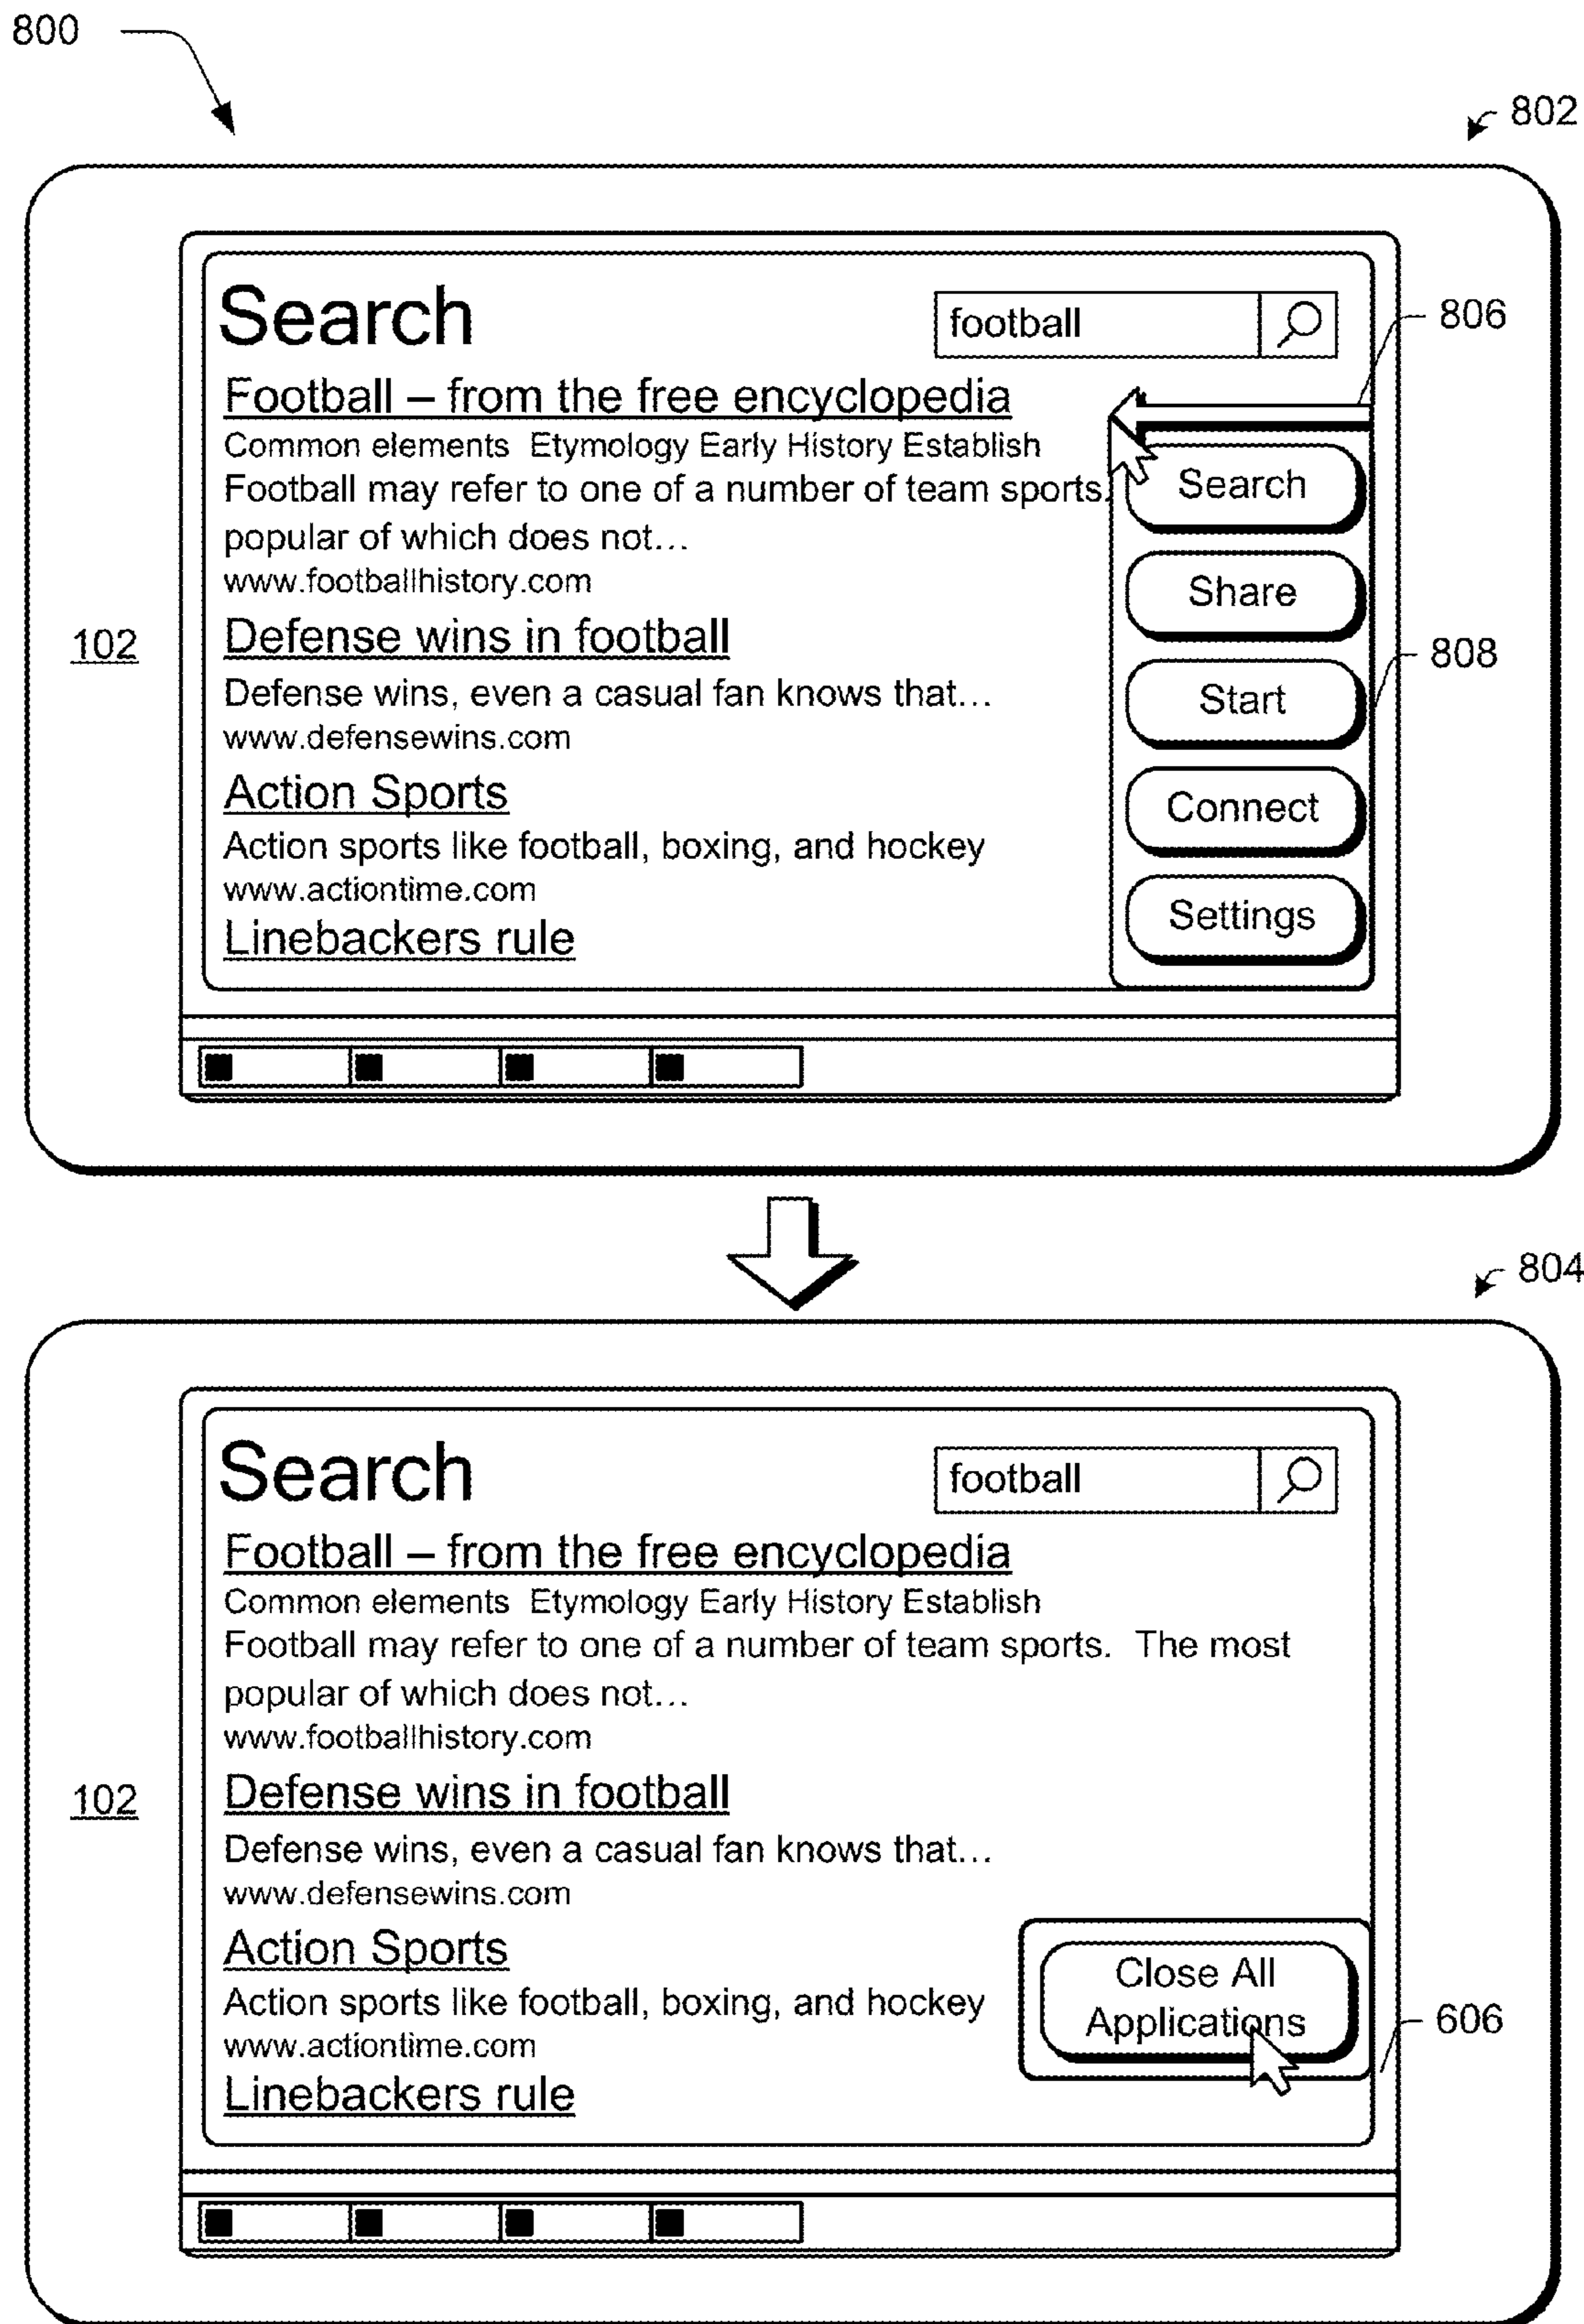 800
802
Search
football
806
Football – from the free encyclopedia
Common elements Etymology Early History Establish
Football may refer to one of a number of team sports.
popular of which does not...
www.footballhistory.com
Search
Share
102
Defense wins in football
808
Defense wins, even a casual fan knows that...
www.defensewins.com
Start
Action Sports
Action sports like football, boxing, and hockey
www.actiontime.com
Connect
Linebackers rule
Settings
804
Search
football
Football – from the free encyclopedia
Common elements Etymology Early History Establish
Football may refer to one of a number of team sports. The most
popular of which does not...
www.footballhistory.com
102
Defense wins in football
Defense wins, even a casual fan knows that...
www.defensewins.com
Action Sports
Action sports like football, boxing, and hockey
www.actiontime.com
Linebackers rule
Close All
Applications
606